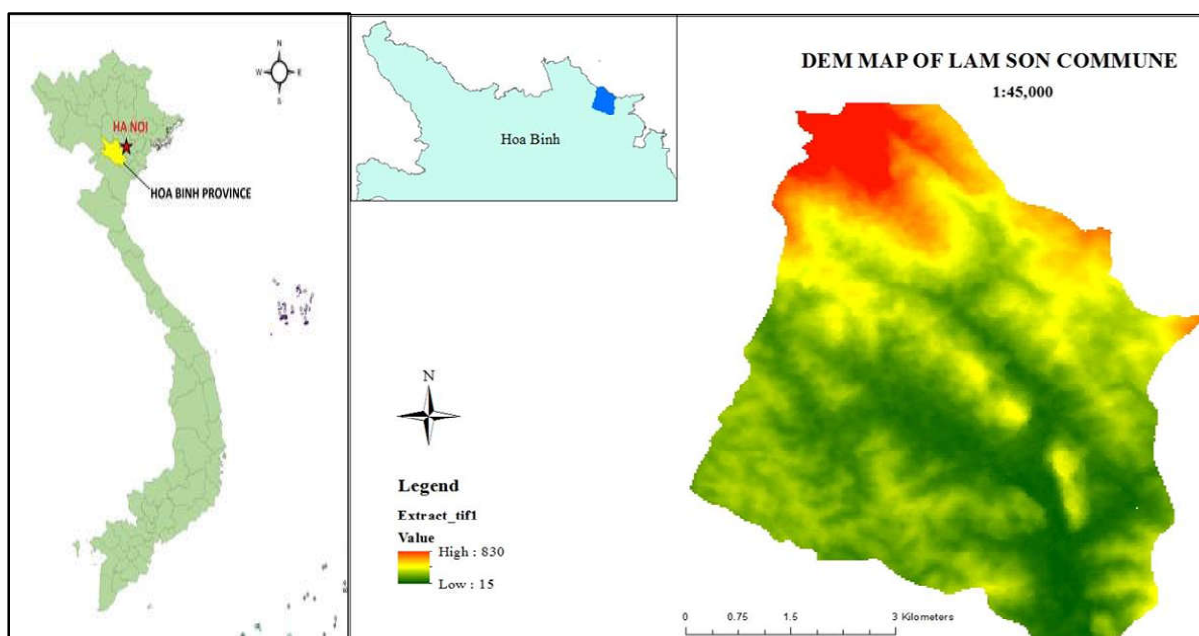 N
W E
S
HA NOI
HOA BINH PROVINCE
Hoa Binh
DEM MAP OF LAM SON COMMUNE
1:45,000
N
Legend
Extract_tif1
Value
High : 830
Low : 15
0 0.75 1.5 3 Kilometers